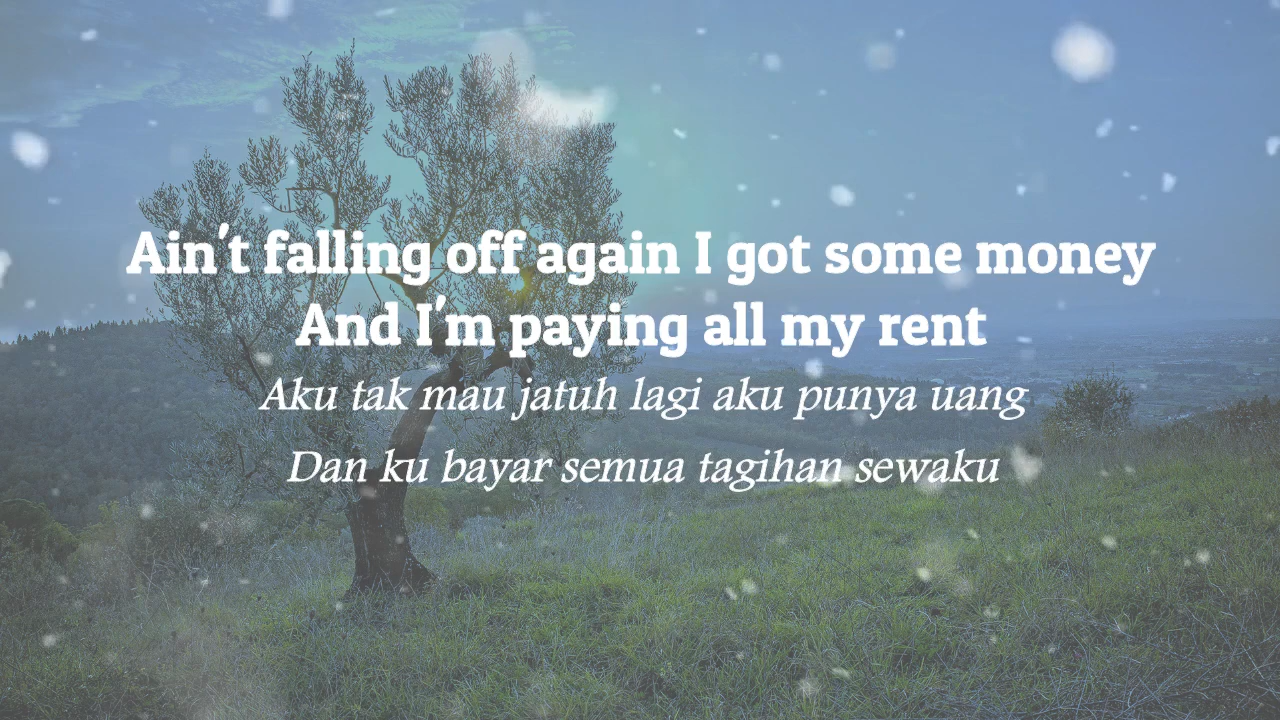 Ain't falling off again I got some money
And I'm paying all my rent
Aku tak mau jatuh lagi aku punya uang
Dan ku bayar semua tagihan sewaku